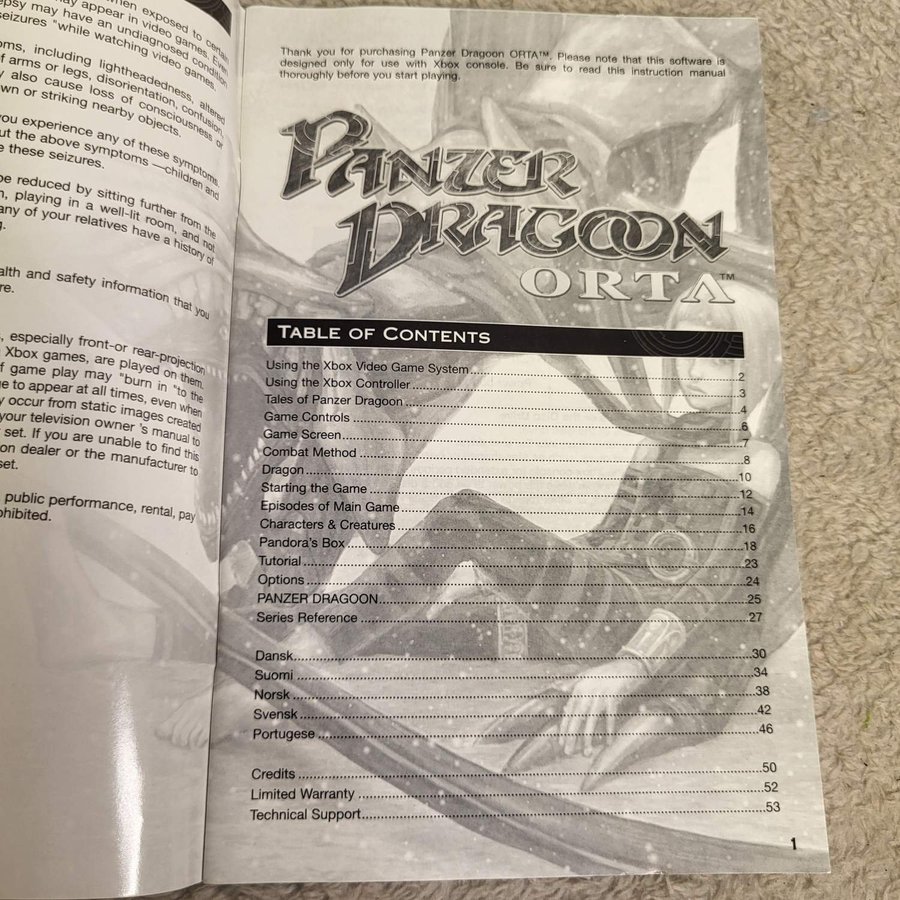 when exposed to certain
may appear in video games. Even
epsy may have an undiagnosed condition
seizures "while watching video games.
oms, including lightheadedness, altered
f arms or legs, disorientation, confusion,
also cause loss of consciousness or
own or striking nearby objects.
you experience any of these symptoms.
ut the above symptoms —children and
e these seizures.
be reduced by sitting further from the
n, playing in a well-lit room, and not
any of your relatives have a history of
g.
alth and safety information that you
re.
, especially front-or rear-projection
Xbox games, are played on them.
f game play may "burn in "to the
e to appear at all times, even when
y occur from static images created
your television owner 's manual to
set. If you are unable to find this
on dealer or the manufacturer to
set.
public performance, rental, pay
ohibited.
Thank you for purchasing Panzer Dragoon ORTA™. Please note that this software is
designed only for use with Xbox console. Be sure to read this instruction manual
thoroughly before you start playing.
PANZER
DRAGOON
ORTA™
TABLE OF CONTENTS
Using the Xbox Video Game System 2
Using the Xbox Controller 3
Tales of Panzer Dragoon 4
Game Controls 6
Game Screen 7
Combat Method 8
Dragon 10
Starting the Game 12
Episodes of Main Game 14
Characters & Creatures 16
Pandora's Box 18
Tutorial 23
Options 24
PANZER DRAGOON 25
Series Reference 27
Dansk 30
Suomi 34
Norsk 38
Svensk 42
Portugese 46
Credits 50
Limited Warranty 52
Technical Support 53
1